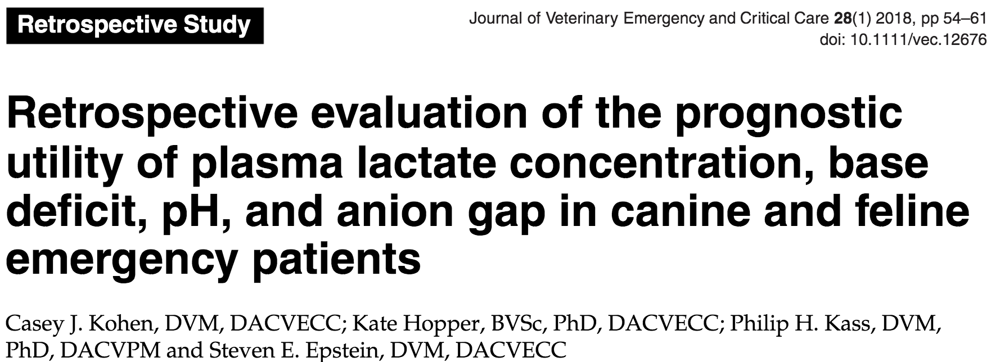 Retrospective Study
Journal of Veterinary Emergency and Critical Care 28(1) 2018, pp 54–61
doi: 10.1111/vec.12676
Retrospective evaluation of the prognostic
utility of plasma lactate concentration, base
deficit, pH, and anion gap in canine and feline
emergency patients
Casey J. Kohen, DVM, DACVECC; Kate Hopper, BVSc, PhD, DACVECC; Philip H. Kass, DVM,
PhD, DACVPM and Steven E. Epstein, DVM, DACVECC